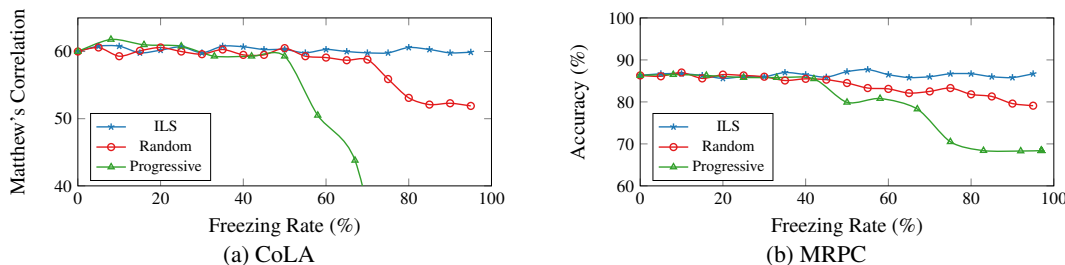 60
50
40
0
20
40
60
80
100
Matthew's Correlation
Freezing Rate (%)
ILS
Random
Progressive
(a) CoLA
100
90
80
70
60
0
20
40
60
80
100
Accuracy (%)
Freezing Rate (%)
ILS
Random
Progressive
(b) MRPC